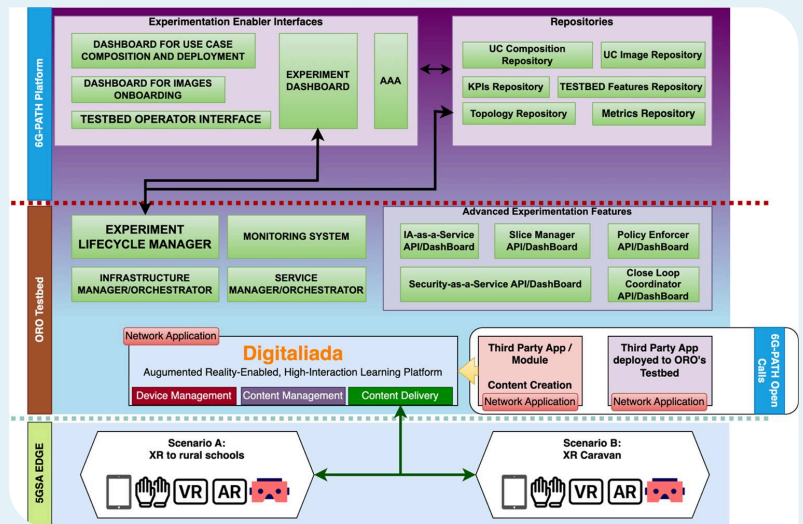 Experimentation Enabler Interfaces
DASHBOARD FOR USE CASE
COMPOSITION AND DEPLOYMENT
DASHBOARD FOR IMAGES
ONBOARDING
TESTBED OPERATOR INTERFACE
EXPERIMENT
DASHBOARD
AAA
Repositories
UC Composition
Repository
UC Image Repository
KPIs Repository
TESTBED Features Repository
Topology Repository
Metrics Repository
6G-PATH Platform
ORO Testbed
EXPERIMENT
LIFECYCLE MANAGER
MONITORING SYSTEM
INFRASTRUCTURE
MANAGER/ORCHESTRATOR
SERVICE
MANAGER/ORCHESTRATOR
Advanced Experimentation Features
IA-as-a-Service
API/DashBoard
Slice Manager
API/DashBoard
Policy Enforcer
API/DashBoard
Security-as-a-Service API/DashBoard
Close Loop
Coordinator
API/DashBoard
Network Application
Digitaliada
Augmented Reality-Enabled, High-Interaction Learning Platform
Device Management
Content Management
Content Delivery
Third Party App /
Module
Content Creation
Network Application
Third Party App
deployed to ORO's
Testbed
Network Application
6G-PATH Open
Calls
5GSA EDGE
Scenario A:
XR to rural schools
VR
AR
Scenario B:
XR Caravan
VR
AR